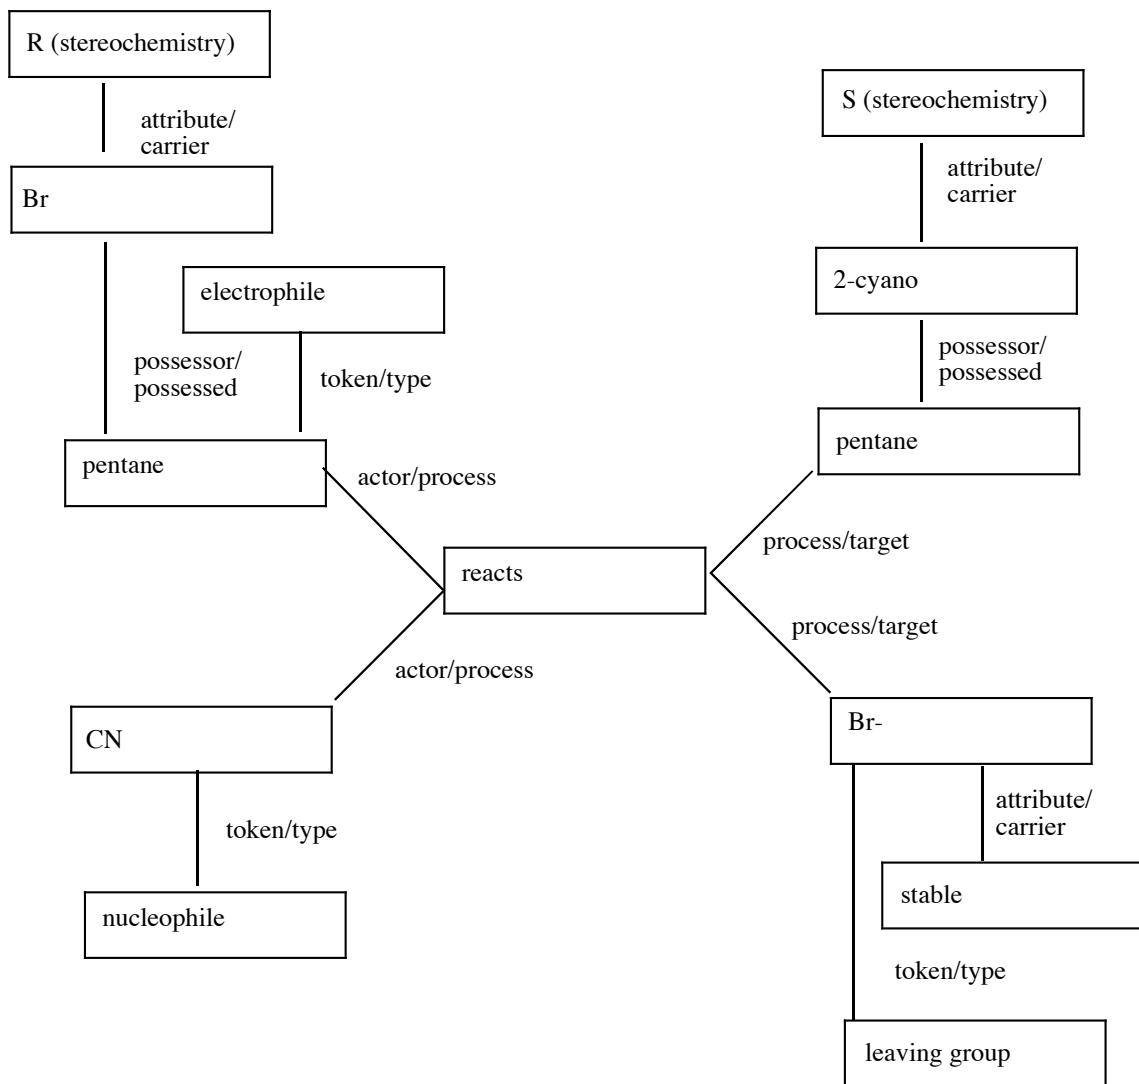 R (stereochemistry)
S (stereochemistry)
attribute/
carrier
attribute/
carrier
Br
2-cyano
electrophile
possessor/
possessed
possessor/
possessed
token/type
pentane
pentane
actor/process
process/target
reacts
process/target
actor/process
CN
Br-
attribute/
carrier
token/type
stable
nucleophile
token/type
leaving group